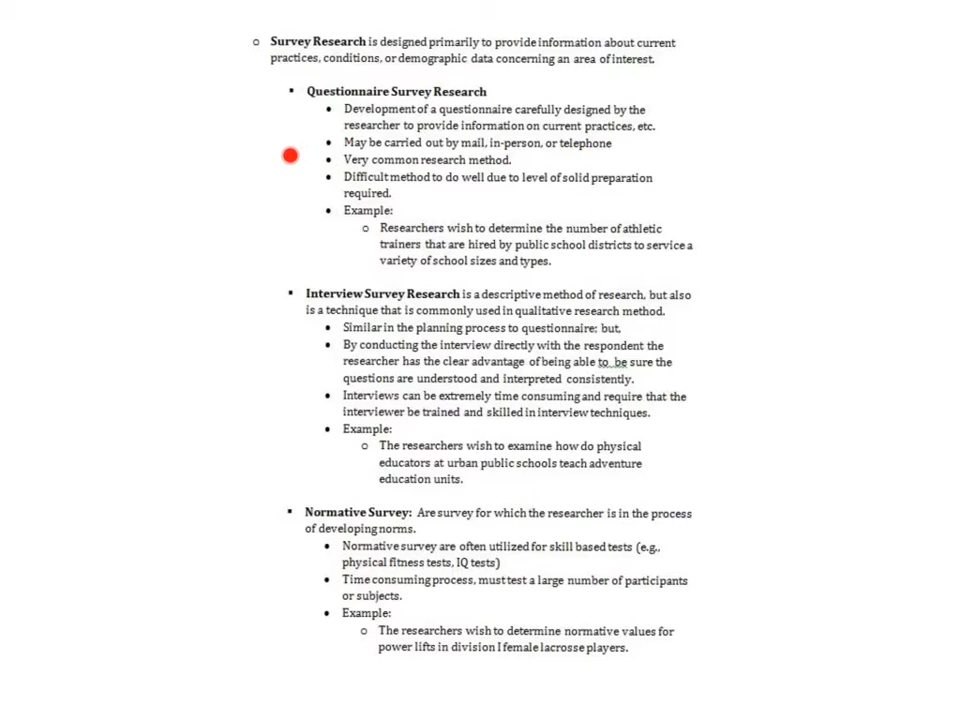 o Survey Research is designed primarily to provide information about current
practices, conditions, or demographic data concerning an area of interest.
▪ Questionnaire Survey Research
• Development of a questionnaire carefully designed by the
researcher to provide information on current practices, etc.
• May be carried out by mail, in-person, or telephone
• Very common research method.
• Difficult method to do well due to level of solid preparation
required.
• Example:
o Researchers wish to determine the number of athletic
trainers that are hired by public school districts to service a
variety of school sizes and types.
▪ Interview Survey Research is a descriptive method of research, but also
is a technique that is commonly used in qualitative research method.
• Similar in the planning process to questionnaire; but,
• By conducting the interview directly with the respondent the
researcher has the clear advantage of being able to be sure the
questions are understood and interpreted consistently.
• Interviews can be extremely time consuming and require that the
interviewer be trained and skilled in interview techniques.
• Example:
o The researchers wish to examine how do physical
educators at urban public schools teach adventure
education units.
▪ Normative Survey: Are survey for which the researcher is in the process
of developing norms.
• Normative survey are often utilized for skill based tests (e.g.,
physical fitness tests, IQ tests)
• Time consuming process, must test a large number of participants
or subjects.
• Example:
o The researchers wish to determine normative values for
power lifts in division I female lacrosse players.